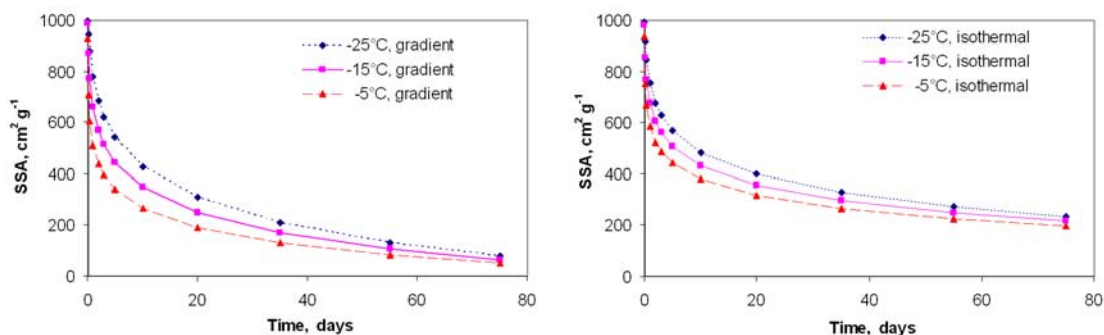 1000
800
600
400
200
0
SSA, cm² g⁻¹
-25°C, gradient
-15°C, gradient
-5°C, gradient
0 20 40 60 80
Time, days
1000
800
600
400
200
0
SSA, cm² g⁻¹
-25°C, isothermal
-15°C, isothermal
-5°C, isothermal
0 20 40 60 80
Time, days